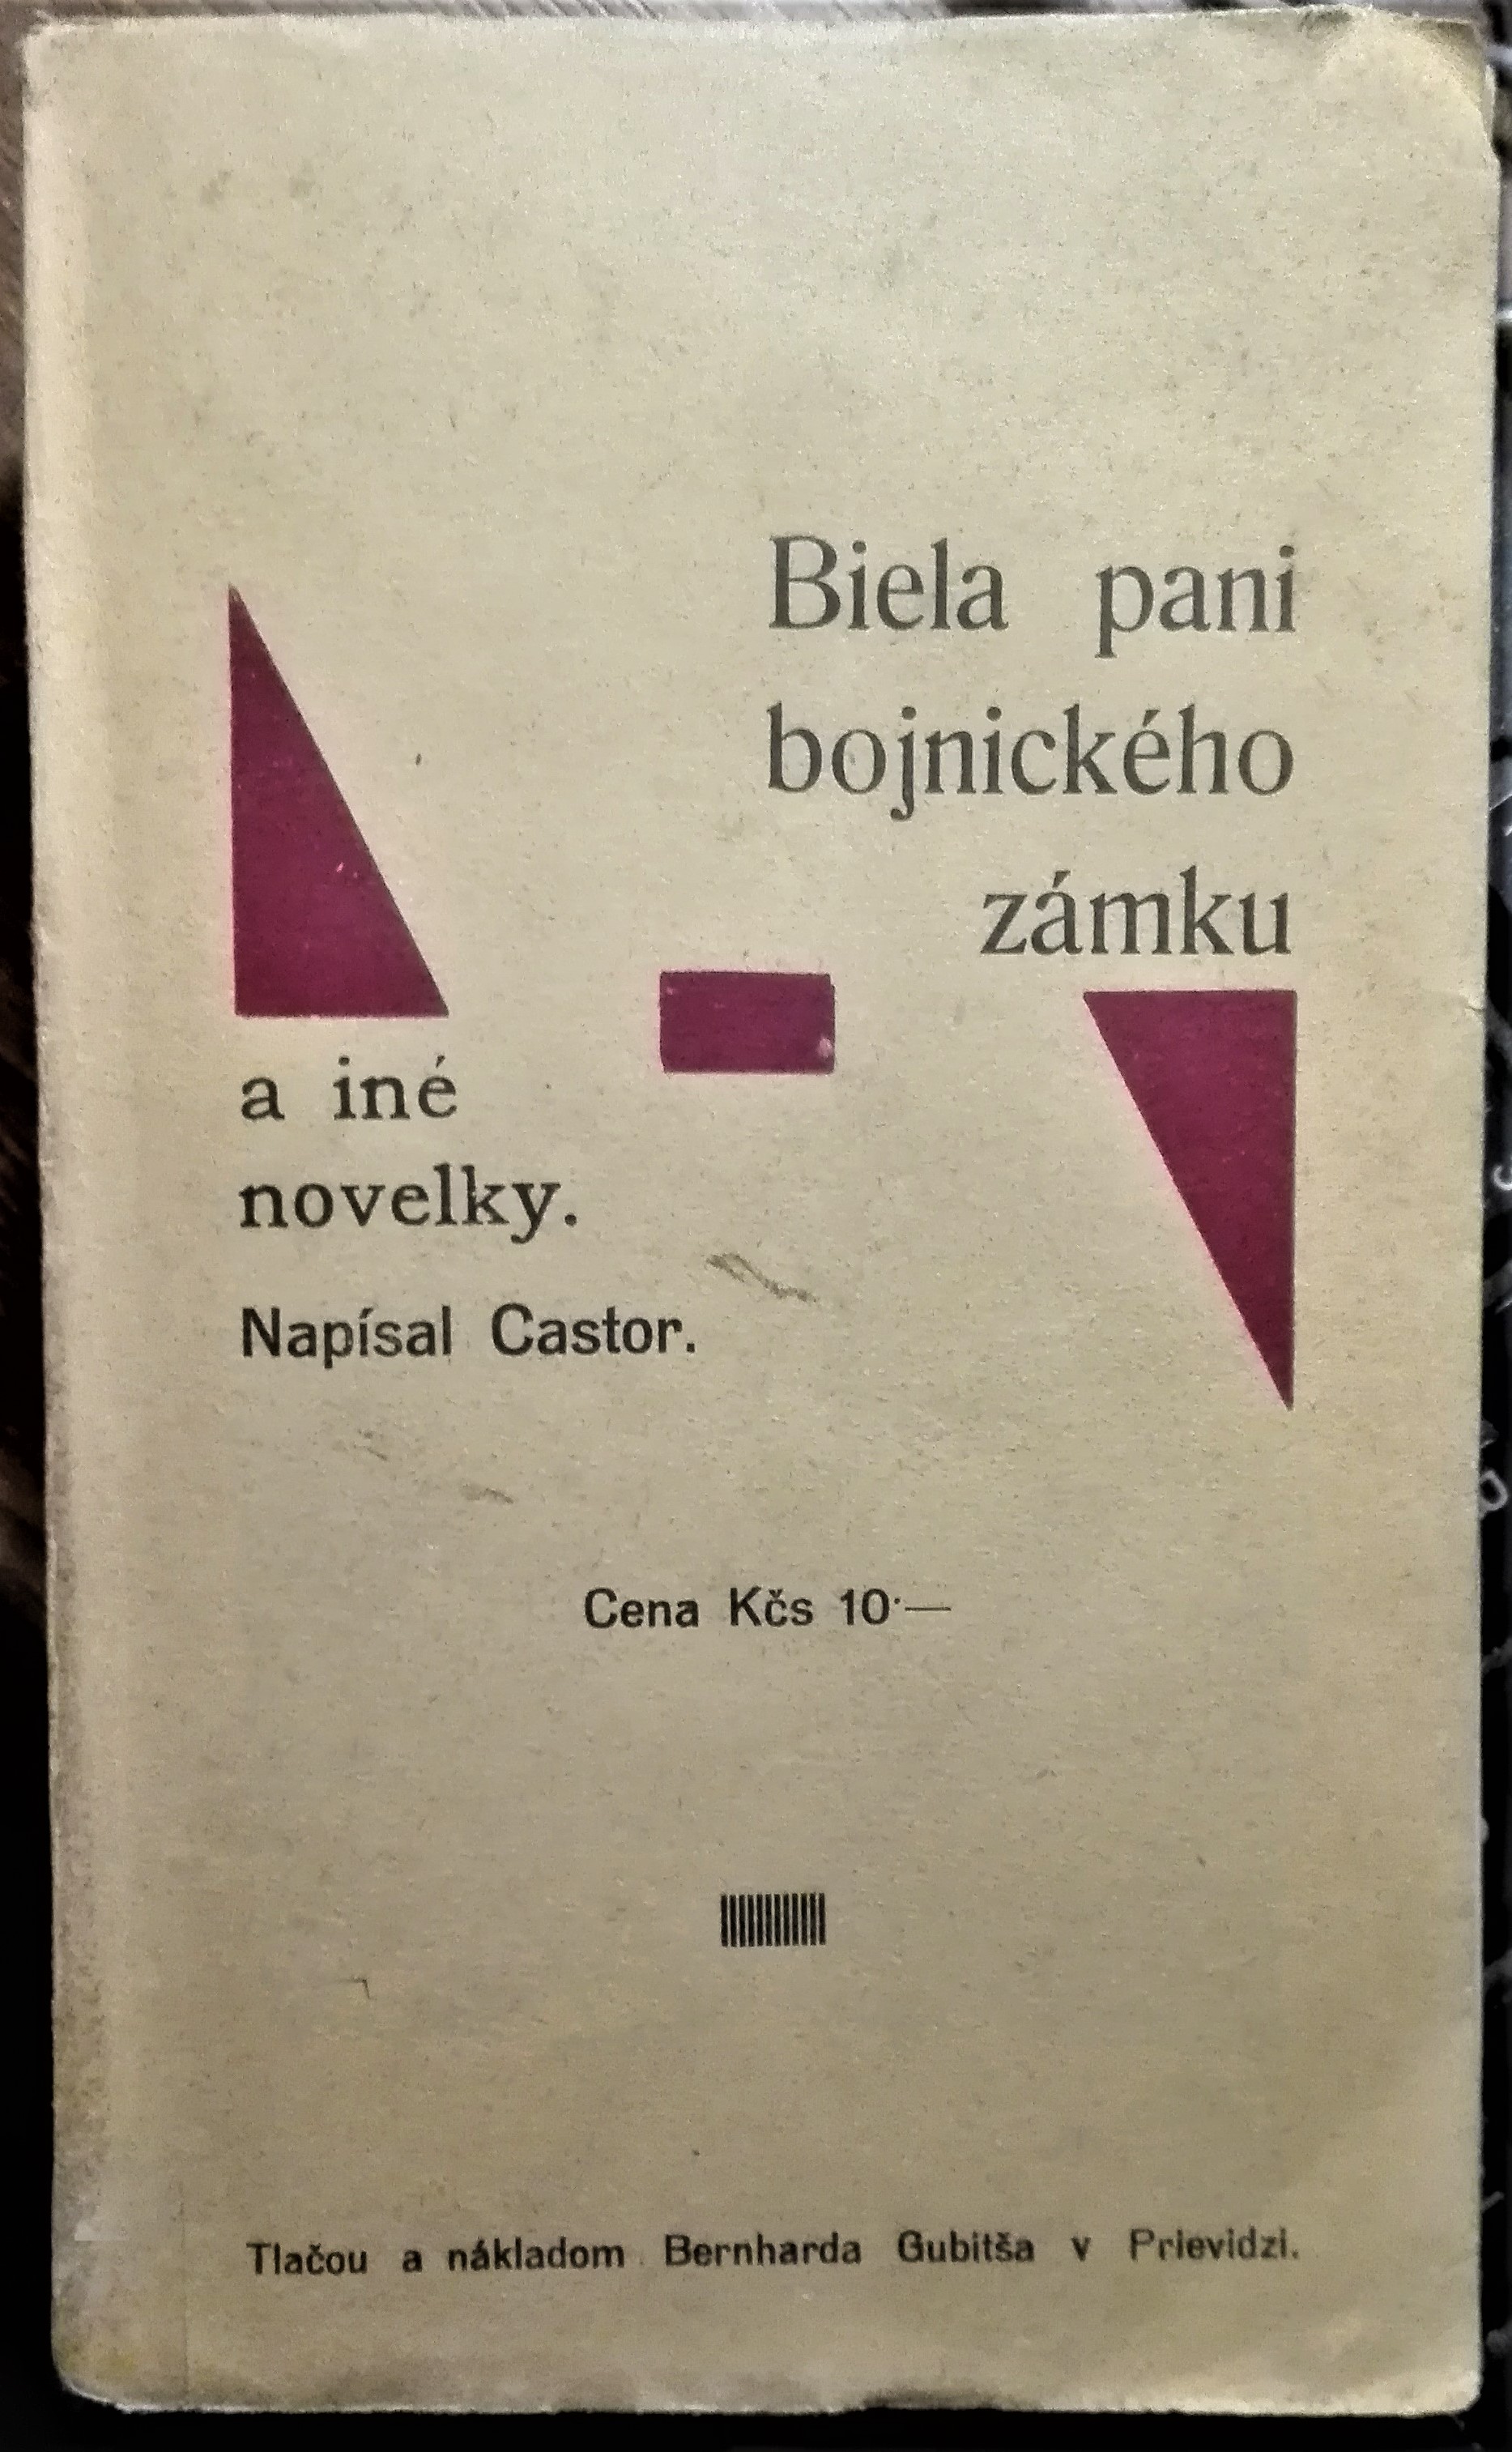 Biela pani
bojnického
zámku
a iné
novelky.
Napísal Castor.
Cena Kčs 10·—
Tlačou a nákladom Bernharda Gubitša v Prievidzi.